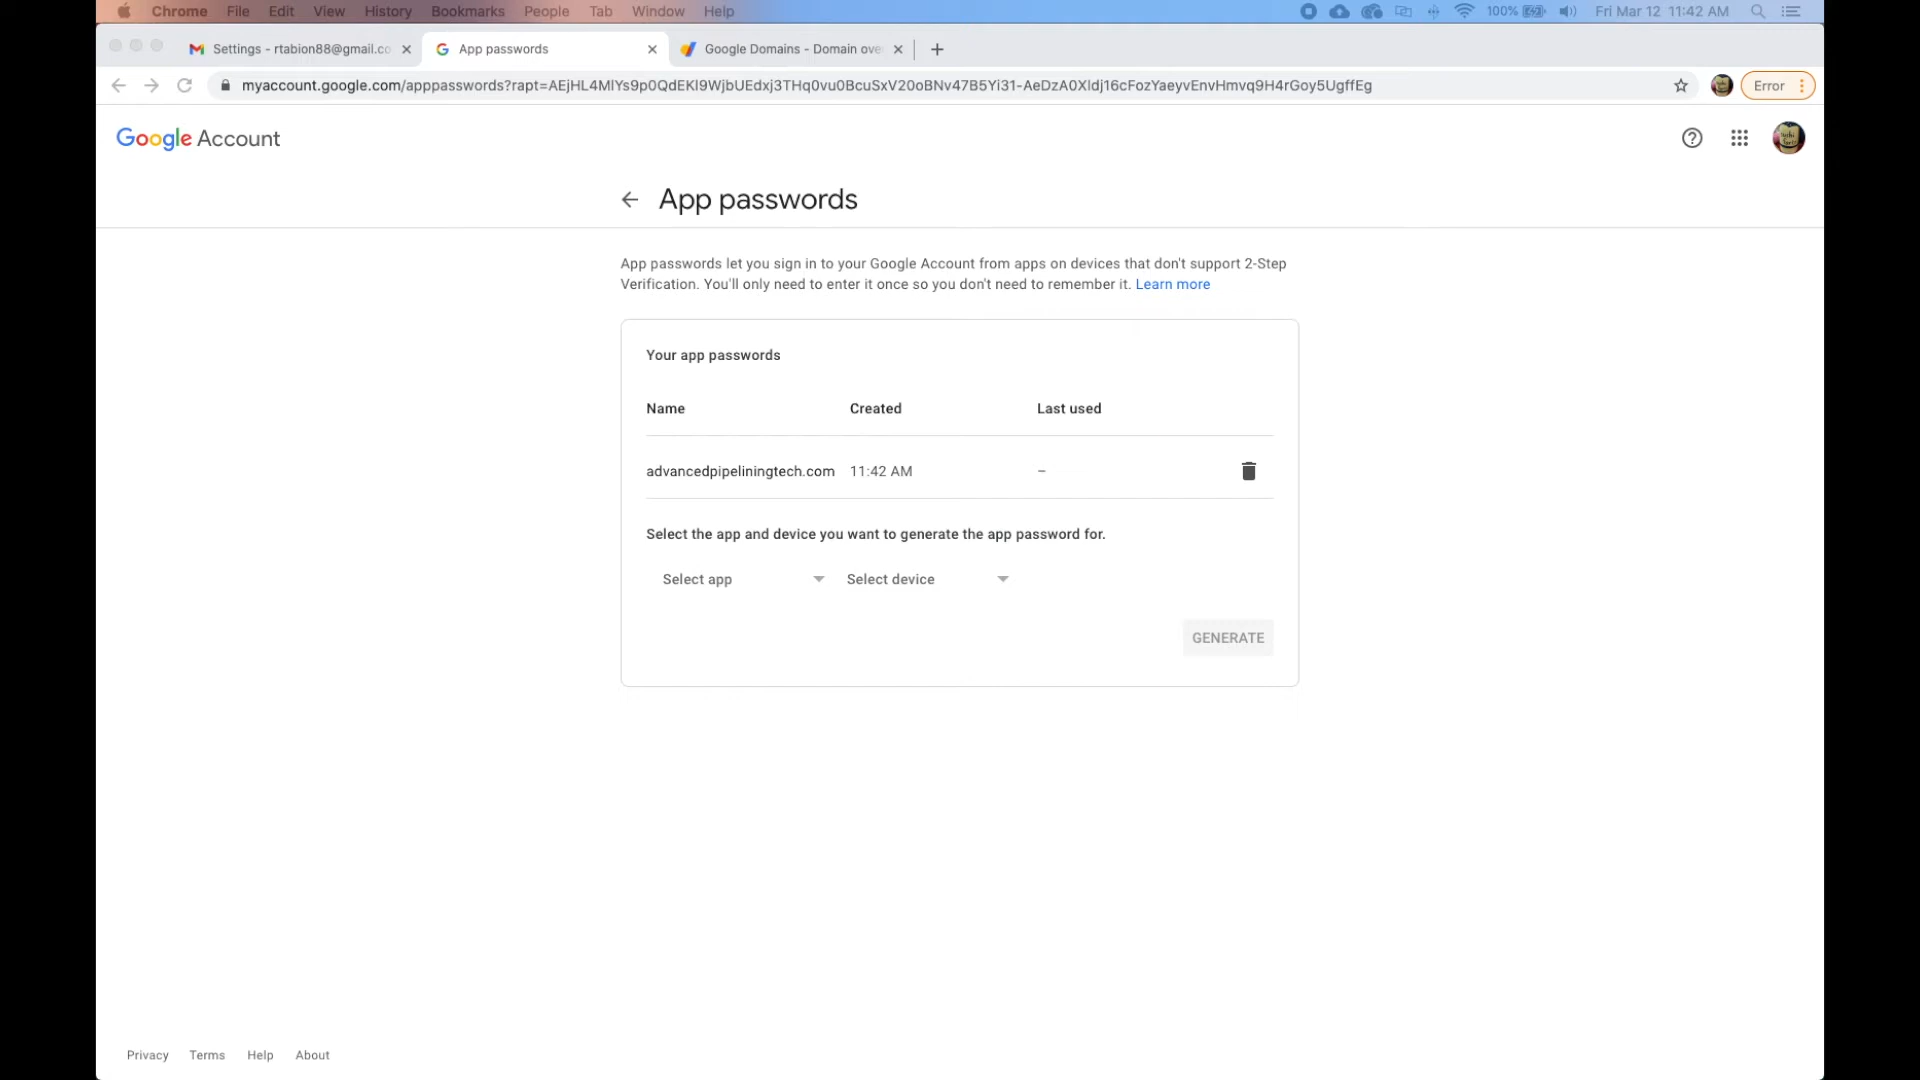 Chrome File Edit View History Bookmarks People Tab Window Help 100% Fri Mar 12 11:42 AM
Settings - rtabion88@gmail.co App passwords Google Domains - Domain ove
myaccount.google.com/apppasswords?rapt=AEjHL4MlYs9p0QdEKl9WjbUEdxj3THq0vu0BcuSxV20oBNv47B5Yi31-AeDzA0XIdj16cFozYaeyvEnvHmvq9H4rGoy5UgffEg Error
Google Account
App passwords
App passwords let you sign in to your Google Account from apps on devices that don't support 2-Step
Verification. You'll only need to enter it once so you don't need to remember it. Learn more
Your app passwords
Name Created Last used
advancedpipeliningtech.com 11:42 AM –
Select the app and device you want to generate the app password for.
Select app Select device
GENERATE
Privacy Terms Help About